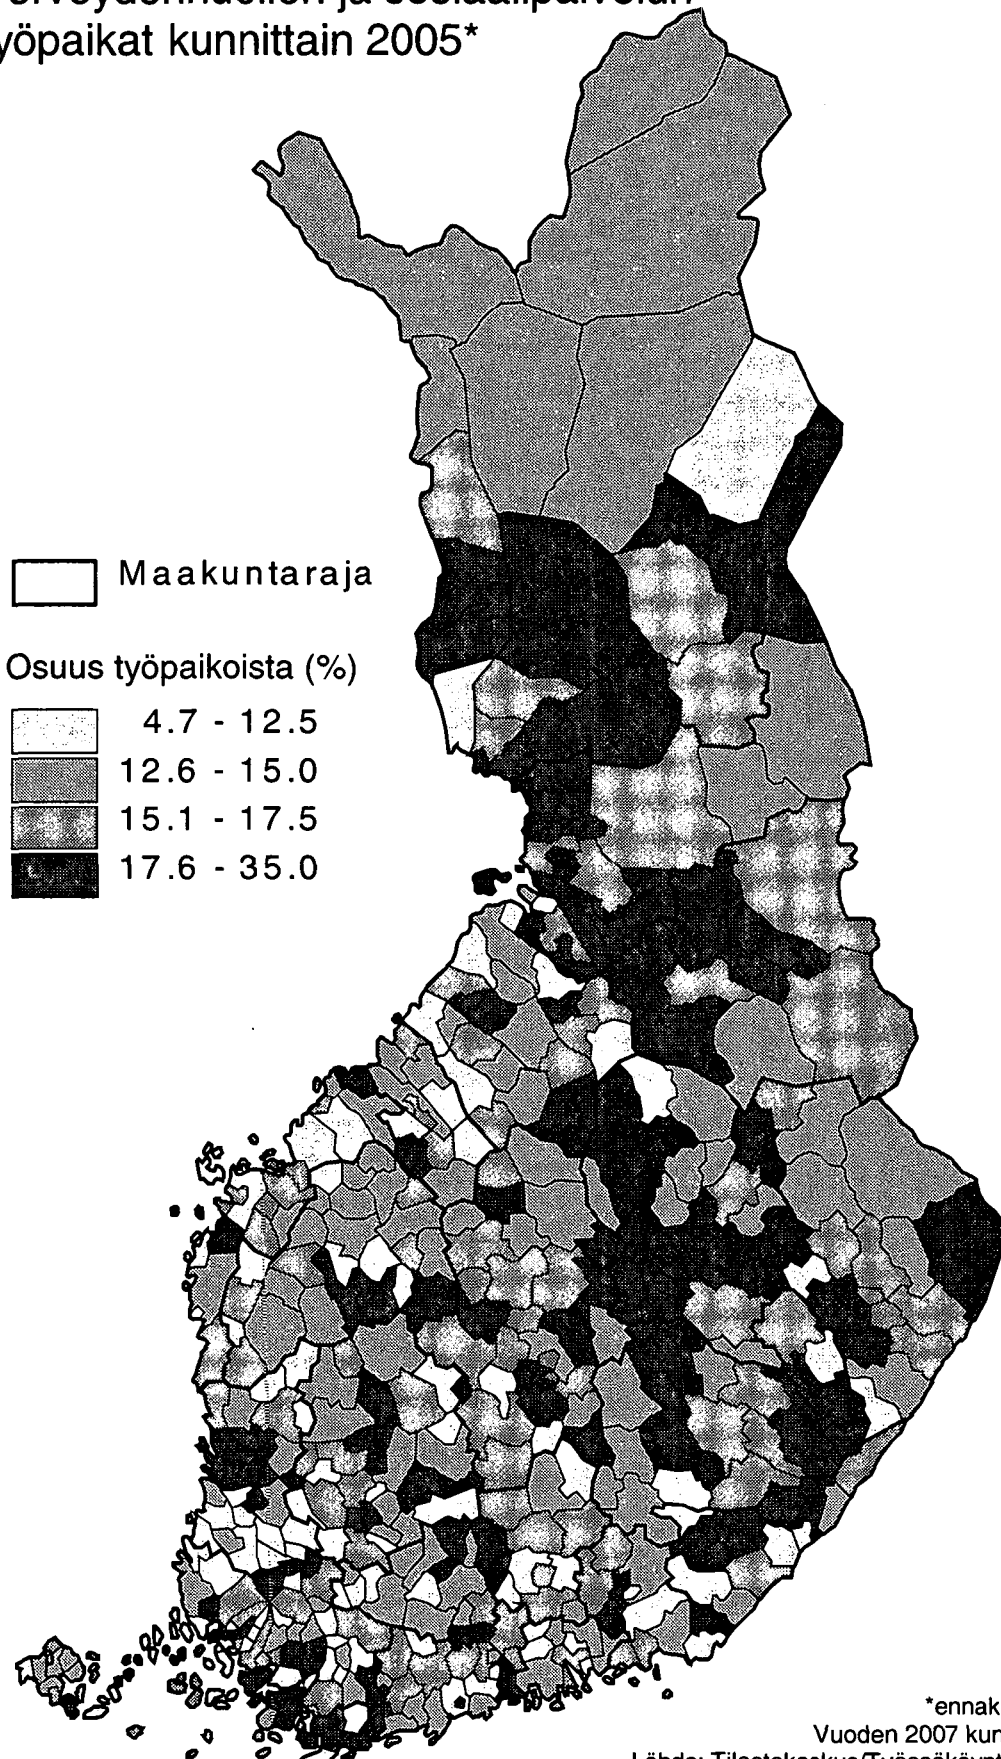 työpaikat kunnittain 2005*
Maakuntaraja
Osuus työpaikoista (%)
4.7 - 12.5
12.6 - 15.0
15.1 - 17.5
17.6 - 35.0
*ennak
Vuoden 2007 kun